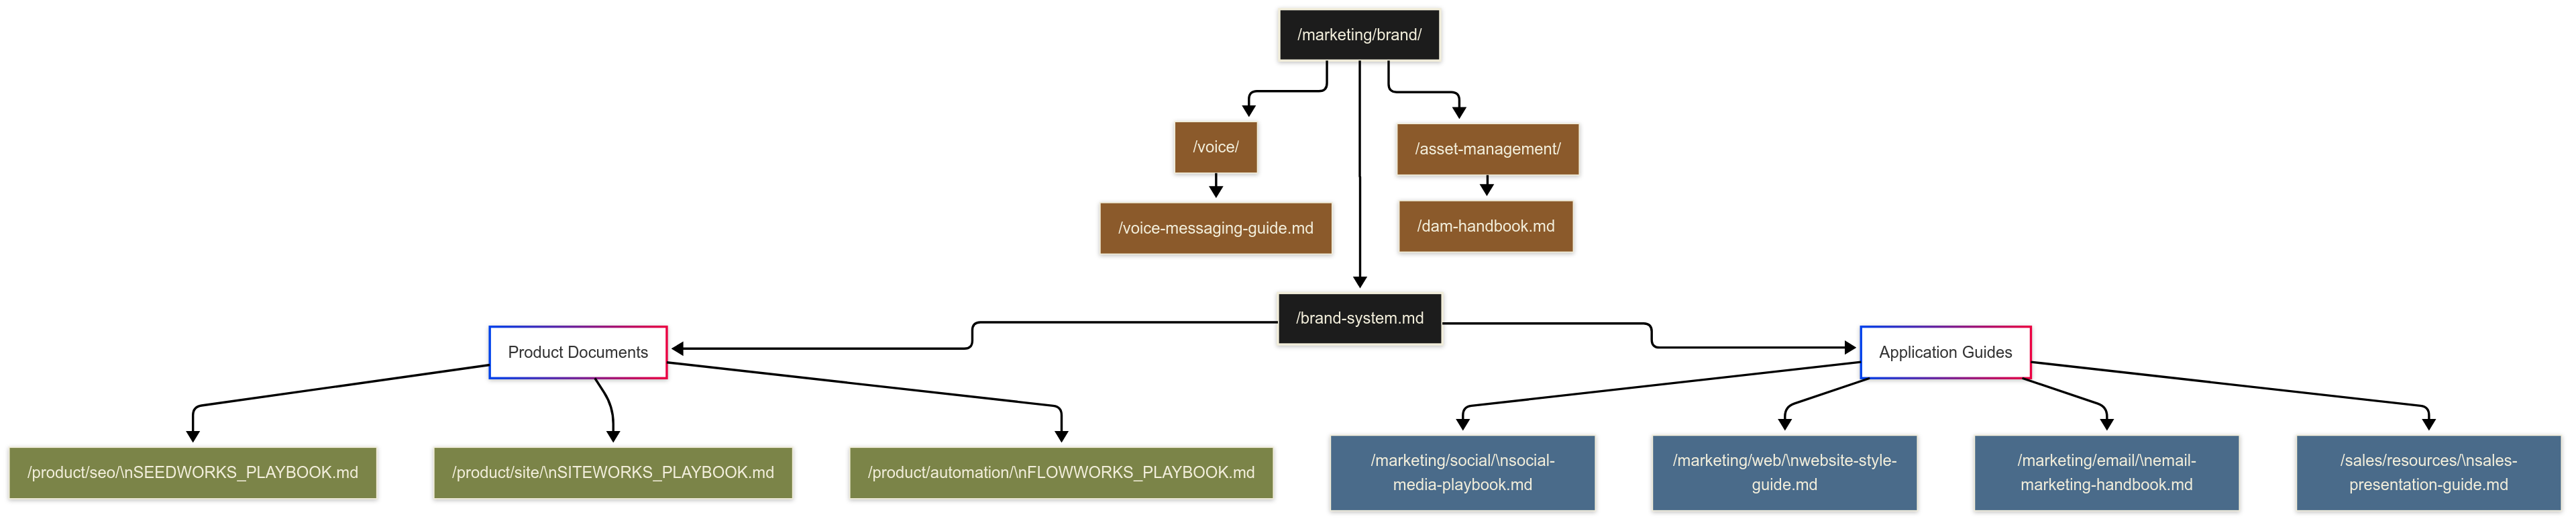 /marketing/brand/
/voice/
/asset-management/
/voice-messaging-guide.md
/dam-handbook.md
/brand-system.md
Product Documents
Application Guides
/product/seo/\nSEEDWORKS_PLAYBOOK.md
/product/site/\nSITEWORKS_PLAYBOOK.md
/product/automation/\nFLOWWORKS_PLAYBOOK.md
/marketing/social/\nsocial-
media-playbook.md
/marketing/web/\nwebsite-style-
guide.md
/marketing/email/\nemail-
marketing-handbook.md
/sales/resources/\nsales-
presentation-guide.md